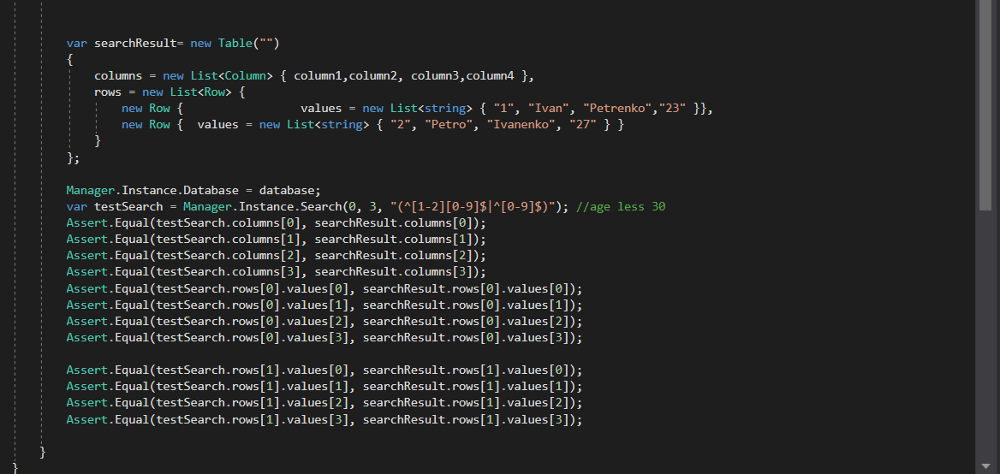 var searchResult= new Table("")
{
columns = new List<Column> { column1,column2, column3,column4 },
rows = new List<Row> {
new Row {                 values = new List<string> { "1", "Ivan", "Petrenko","23" }},
new Row {  values = new List<string> { "2", "Petro", "Ivanenko", "27" } }
}
};
Manager.Instance.Database = database;
var testSearch = Manager.Instance.Search(0, 3, "(^[1-2][0-9]$|^[0-9]$)"); //age less 30
Assert.Equal(testSearch.columns[0], searchResult.columns[0]);
Assert.Equal(testSearch.columns[1], searchResult.columns[1]);
Assert.Equal(testSearch.columns[2], searchResult.columns[2]);
Assert.Equal(testSearch.columns[3], searchResult.columns[3]);
Assert.Equal(testSearch.rows[0].values[0], searchResult.rows[0].values[0]);
Assert.Equal(testSearch.rows[0].values[1], searchResult.rows[0].values[1]);
Assert.Equal(testSearch.rows[0].values[2], searchResult.rows[0].values[2]);
Assert.Equal(testSearch.rows[0].values[3], searchResult.rows[0].values[3]);
Assert.Equal(testSearch.rows[1].values[0], searchResult.rows[1].values[0]);
Assert.Equal(testSearch.rows[1].values[1], searchResult.rows[1].values[1]);
Assert.Equal(testSearch.rows[1].values[2], searchResult.rows[1].values[2]);
Assert.Equal(testSearch.rows[1].values[3], searchResult.rows[1].values[3]);
}
}